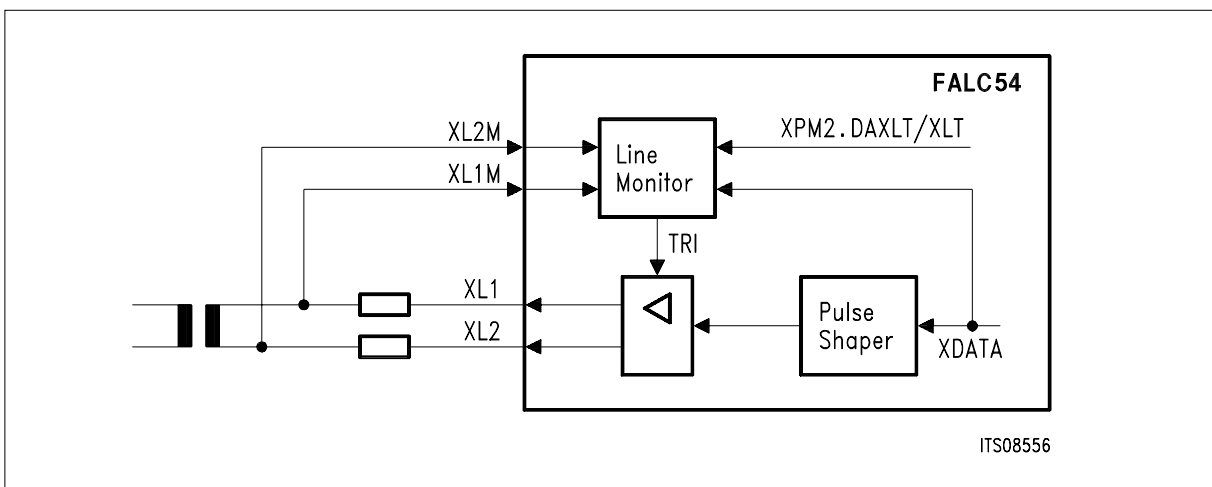 FALC54
XL2M
XPM2.DAXLT/XLT
Line
Monitor
XL1M
TRI
XL1
Pulse
Shaper
XL2
XDATA
ITS08556